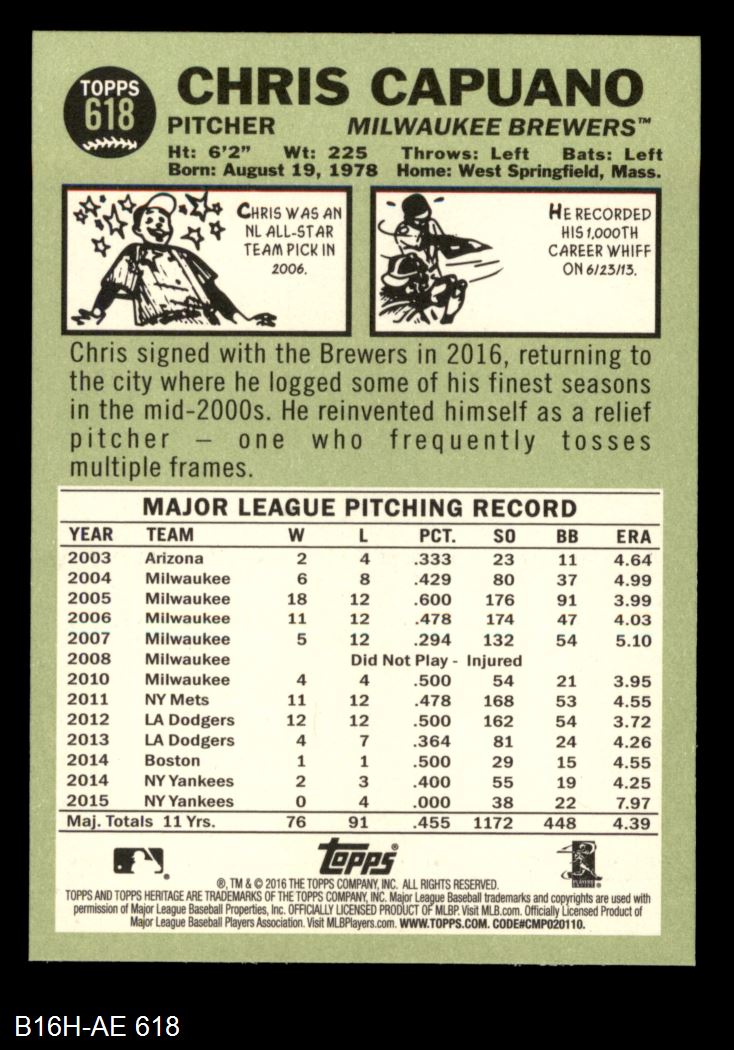 TOPPS
618
CHRIS CAPUANO
PITCHER MILWAUKEE BREWERS™
Ht: 6'2" Wt: 225 Throws: Left Bats: Left
Born: August 19, 1978 Home: West Springfield, Mass.
CHRIS WAS AN
NL ALL-STAR
TEAM PICK IN
2006.
HE RECORDED
HIS 1,000TH
CAREER WHIFF
ON 6/23/13.
Chris signed with the Brewers in 2016, returning to
the city where he logged some of his finest seasons
in the mid-2000s. He reinvented himself as a relief
pitcher – one who frequently tosses
multiple frames.
MAJOR LEAGUE PITCHING RECORD
YEAR TEAM W L PCT. SO BB ERA
2003 Arizona 2 4 .333 23 11 4.64
2004 Milwaukee 6 8 .429 80 37 4.99
2005 Milwaukee 18 12 .600 176 91 3.99
2006 Milwaukee 11 12 .478 174 47 4.03
2007 Milwaukee 5 12 .294 132 54 5.10
2008 Milwaukee Did Not Play - Injured
2010 Milwaukee 4 4 .500 54 21 3.95
2011 NY Mets 11 12 .478 168 53 4.55
2012 LA Dodgers 12 12 .500 162 54 3.72
2013 LA Dodgers 4 7 .364 81 24 4.26
2014 Boston 1 1 .500 29 15 4.55
2014 NY Yankees 2 3 .400 55 19 4.25
2015 NY Yankees 0 4 .000 38 22 7.97
Maj. Totals 11 Yrs. 76 91 .455 1172 448 4.39
Topps®
®, TM & © 2016 THE TOPPS COMPANY, INC. ALL RIGHTS RESERVED.
TOPPS AND TOPPS HERITAGE ARE TRADEMARKS OF THE TOPPS COMPANY, INC. Major League Baseball trademarks and copyrights are used with
permission of Major League Baseball Properties, Inc. OFFICIALLY LICENSED PRODUCT OF MLBP. Visit MLB.com. Officially Licensed Product of
Major League Baseball Players Association. Visit MLBPlayers.com. WWW.TOPPS.COM. CODE#CMP020110.
B16H-AE 618